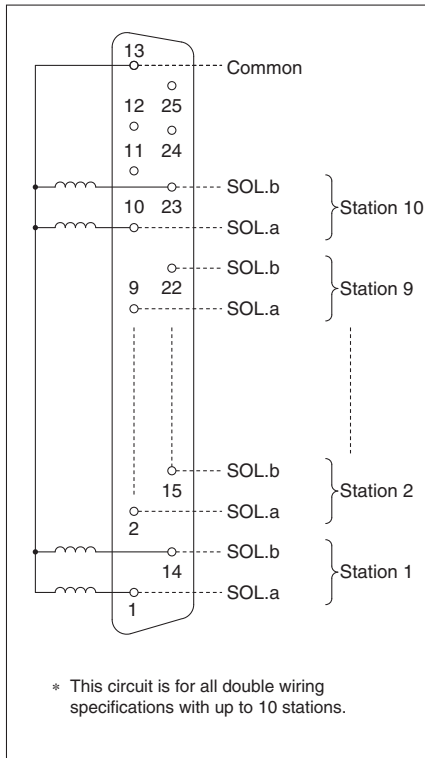 13
Common
12 25
11 24
SOL.b
10 23
Station 10
SOL.a
SOL.b
9 22
Station 9
SOL.a
SOL.b
15
Station 2
SOL.a
2
SOL.b
14
Station 1
SOL.a
1
* This circuit is for all double wiring
specifications with up to 10 stations.